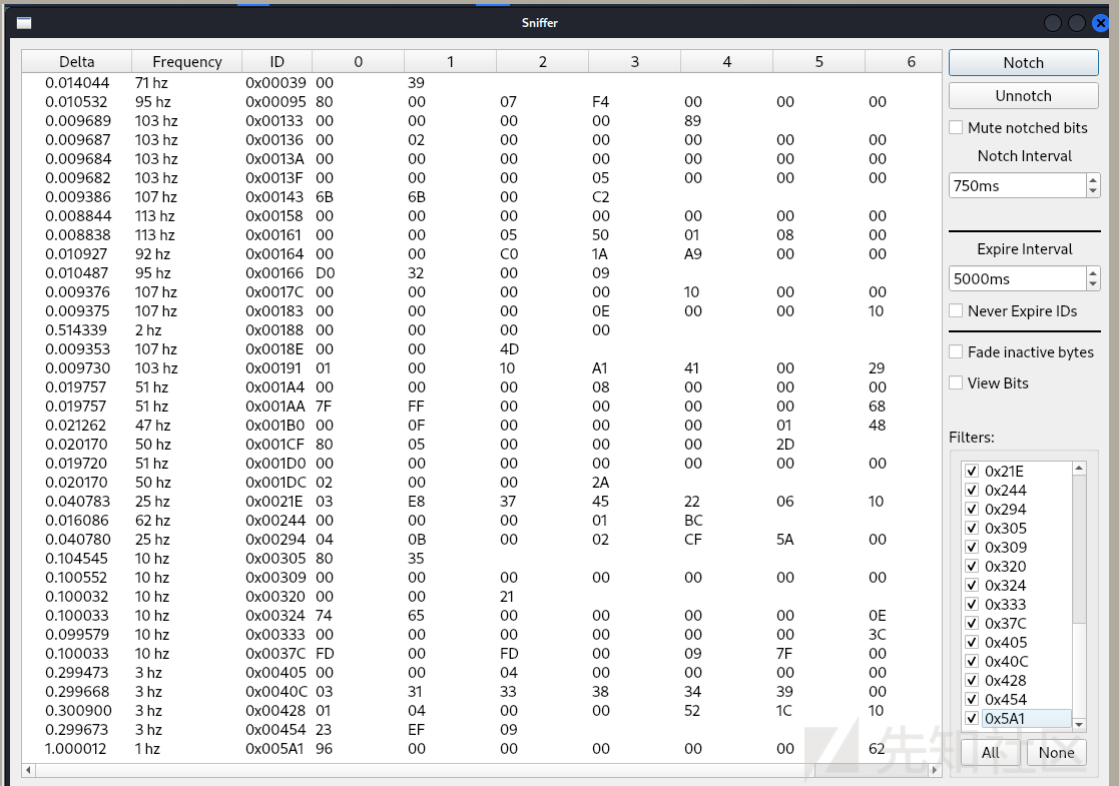 Sniffer
Delta Frequency ID 0 1 2 3 4 5 6
0.014044 71 hz 0x00039 00 39
0.010532 95 hz 0x00095 80 00 07 F4 00 00 00
0.009689 103 hz 0x00133 00 00 00 00 89
0.009687 103 hz 0x00136 00 02 00 00 00 00 00
0.009684 103 hz 0x0013A 00 00 00 00 00 00 00
0.009682 103 hz 0x0013F 00 00 00 05 00 00 00
0.009386 107 hz 0x00143 6B 6B 00 C2
0.008844 113 hz 0x00158 00 00 00 00 00 00 00
0.008838 113 hz 0x00161 00 00 05 50 01 08 00
0.010927 92 hz 0x00164 00 00 C0 1A A9 00 00
0.010487 95 hz 0x00166 D0 32 00 09
0.009376 107 hz 0x0017C 00 00 00 00 10 00 00
0.009375 107 hz 0x00183 00 00 00 0E 00 00 10
0.514339 2 hz 0x00188 00 00 00 00
0.009353 107 hz 0x0018E 00 00 4D
0.009730 103 hz 0x00191 01 00 10 A1 41 00 29
0.019757 51 hz 0x001A4 00 00 00 08 00 00 00
0.019757 51 hz 0x001AA 7F FF 00 00 00 00 68
0.021262 47 hz 0x001B0 00 0F 00 00 00 01 48
0.020170 50 hz 0x001CF 80 05 00 00 00 2D
0.019720 51 hz 0x001D0 00 00 00 00 00 00 00
0.020170 50 hz 0x001DC 02 00 00 2A
0.040783 25 hz 0x0021E 03 E8 37 45 22 06 10
0.016086 62 hz 0x00244 00 00 00 01 BC
0.040780 25 hz 0x00294 04 0B 00 02 CF 5A 00
0.104545 10 hz 0x00305 80 35
0.100552 10 hz 0x00309 00 00 00 00 00 00 00
0.100032 10 hz 0x00320 00 00 21
0.100033 10 hz 0x00324 74 65 00 00 00 00 0E
0.099579 10 hz 0x00333 00 00 00 00 00 00 3C
0.100033 10 hz 0x0037C FD 00 FD 00 09 7F 00
0.299473 3 hz 0x00405 00 00 04 00 00 00 00
0.299668 3 hz 0x0040C 03 31 33 38 34 39 00
0.300900 3 hz 0x00428 01 04 00 00 52 1C 10
0.299673 3 hz 0x00454 23 EF 09
1.000012 1 hz 0x005A1 96 00 00 00 00 00 62
Notch
Unnotch
Mute notched bits
Notch Interval
750ms
Expire Interval
5000ms
Never Expire IDs
Fade inactive bytes
View Bits
Filters:
0x21E
0x244
0x294
0x305
0x309
0x320
0x324
0x333
0x37C
0x405
0x40C
0x428
0x454
0x5A1
All None
先知社区